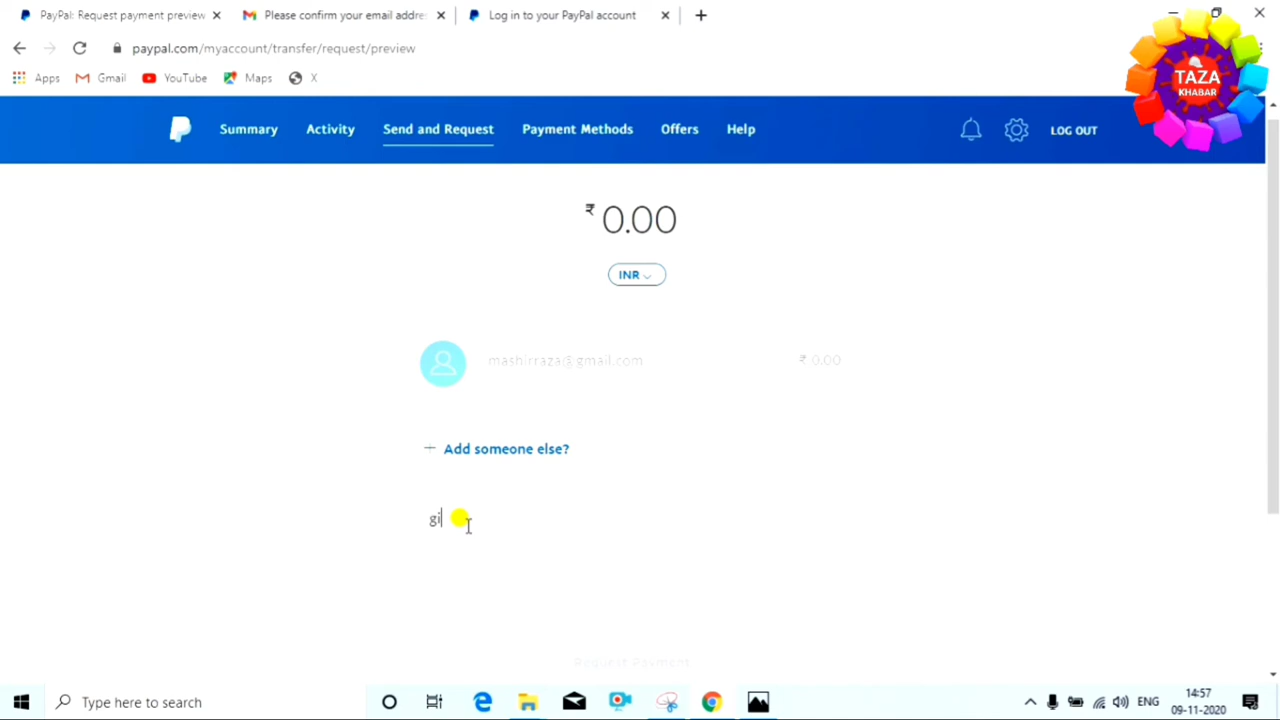 PayPal: Request payment preview
Please confirm your email addre
Log in to your PayPal account
paypal.com/myaccount/transfer/request/preview
Apps Gmail YouTube Maps X
TAZA
KHABAR
Summary Activity Send and Request Payment Methods Offers Help LOG OUT
₹ 0.00
INR
mashirraza@gmail.com ₹ 0.00
Add someone else?
gi
Request Payment
Type here to search
ENG
14:57
09-11-2020